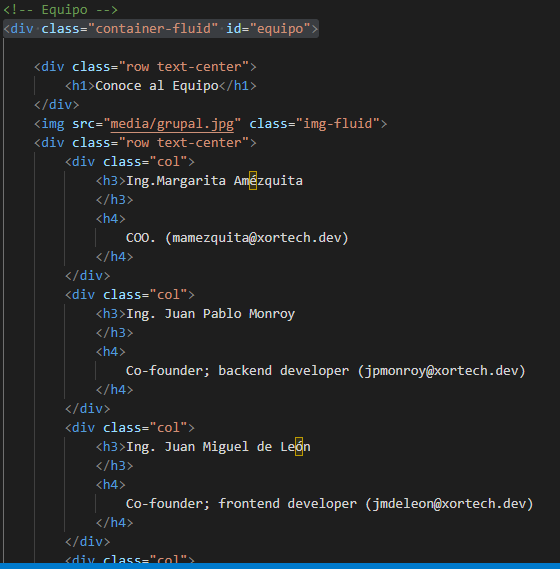 <!-- Equipo -->
<div class="container-fluid" id="equipo">
<div class="row text-center">
<h1>Conoce al Equipo</h1>
</div>
<img src="media/grupal.jpg" class="img-fluid">
<div class="row text-center">
<div class="col">
<h3>Ing.Margarita Amézquita
</h3>
<h4>
COO. (mamezquita@xortech.dev)
</h4>
</div>
<div class="col">
<h3>Ing. Juan Pablo Monroy
</h3>
<h4>
Co-founder; backend developer (jpmonroy@xortech.dev)
</h4>
</div>
<div class="col">
<h3>Ing. Juan Miguel de León
</h3>
<h4>
Co-founder; frontend developer (jmdeleon@xortech.dev)
</h4>
</div>
<div class="col">